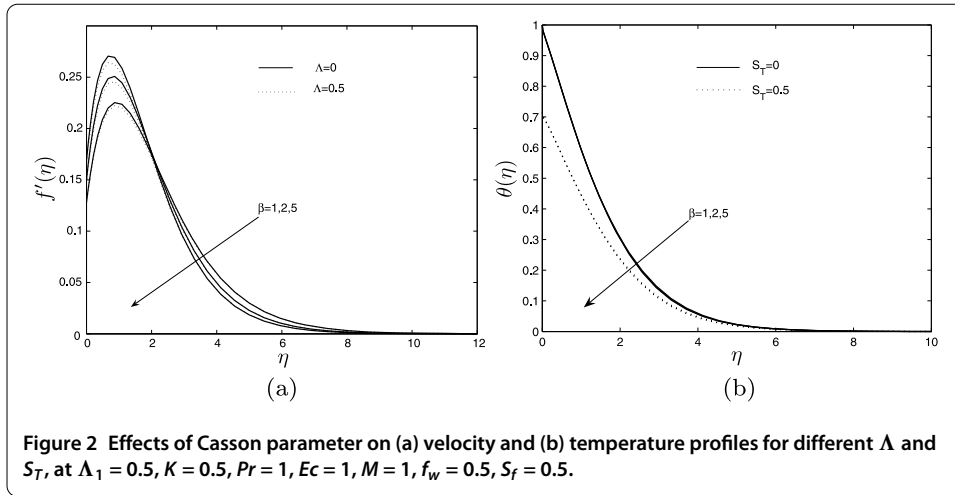 0.25
0.2
0.15
0.1
0.05
0
0 2 4 6 8 10 12
f′(η)
η
Λ=0
Λ=0.5
β=1,2,5
(a)
1
0.9
0.8
0.7
0.6
0.5
0.4
0.3
0.2
0.1
0
0 2 4 6 8 10
θ(η)
η
S_T=0
S_T=0.5
β=1,2,5
(b)
Figure 2 Effects of Casson parameter on (a) velocity and (b) temperature profiles for different Λ and
S_T, at Λ_1 = 0.5, K = 0.5, Pr = 1, Ec = 1, M = 1, f_w = 0.5, S_f = 0.5.